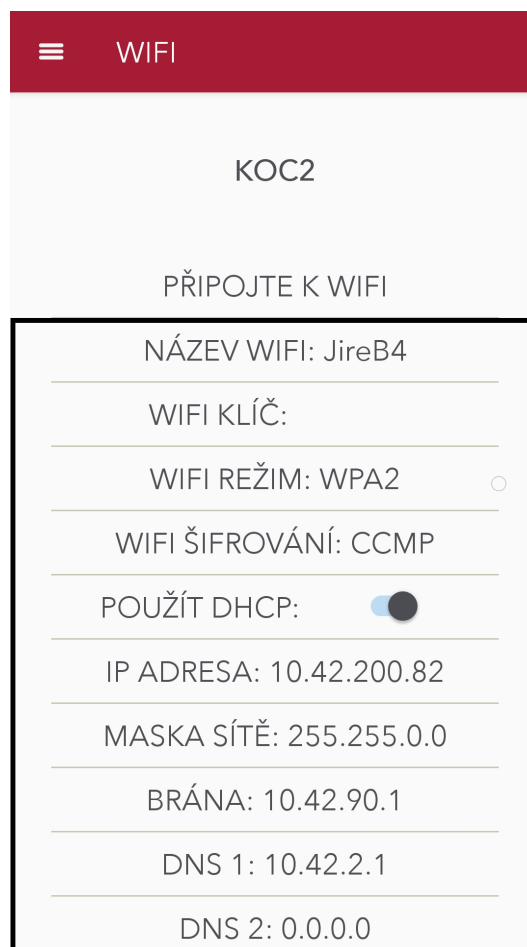 WIFI
KOC2
PŘIPOJTE K WIFI
NÁZEV WIFI: JireB4
WIFI KLÍČ:
WIFI REŽIM: WPA2
WIFI ŠIFROVÁNÍ: CCMP
POUŽÍT DHCP:
IP ADRESA: 10.42.200.82
MASKA SÍTĚ: 255.255.0.0
BRÁNA: 10.42.90.1
DNS 1: 10.42.2.1
DNS 2: 0.0.0.0